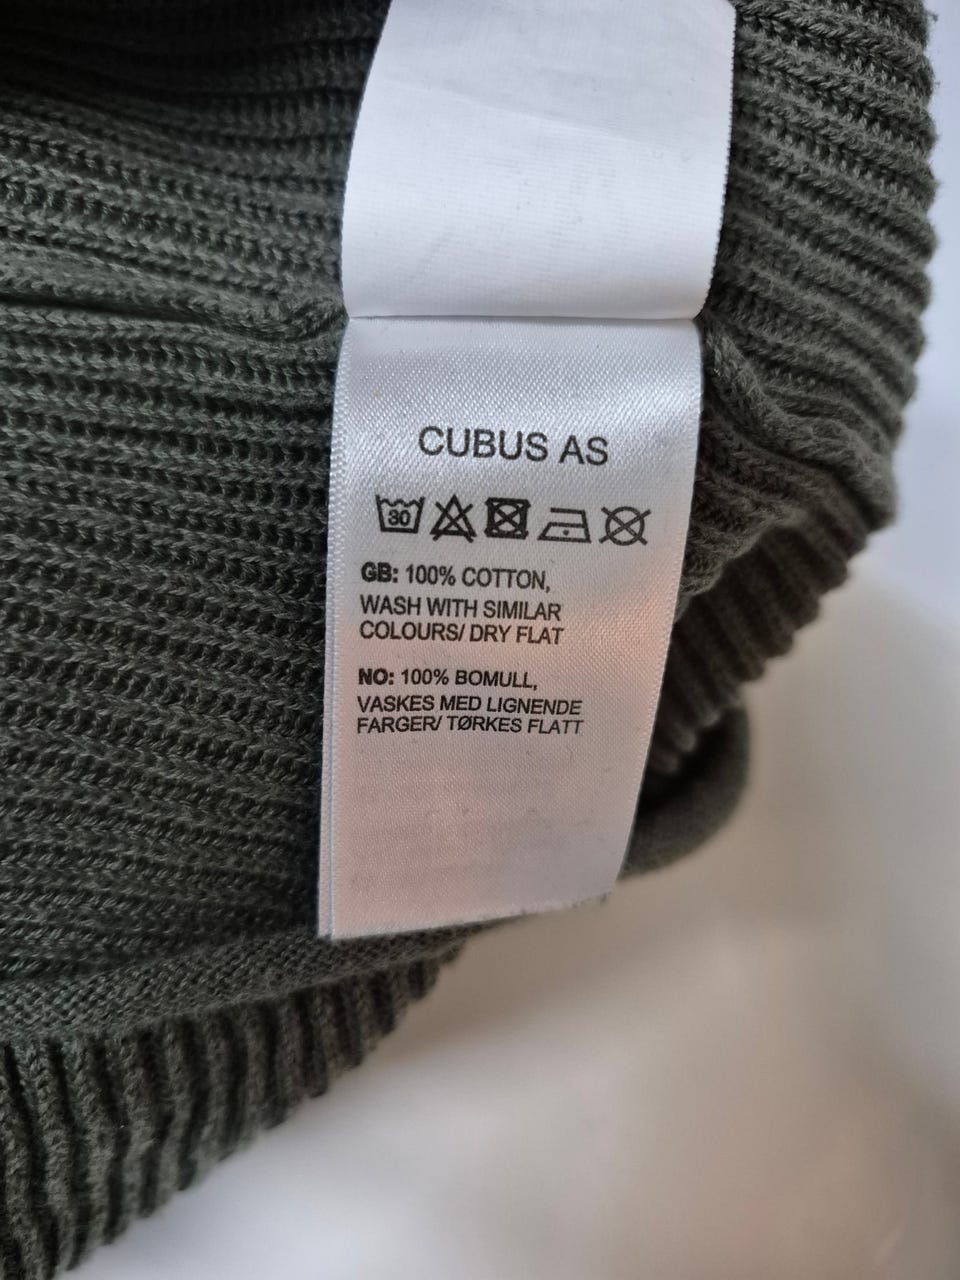 CUBUS AS
30
GB: 100% COTTON,
WASH WITH SIMILAR
COLOURS/ DRY FLAT
NO: 100% BOMULL,
VASKES MED LIGNENDE
FARGER/ TØRKES FLATT